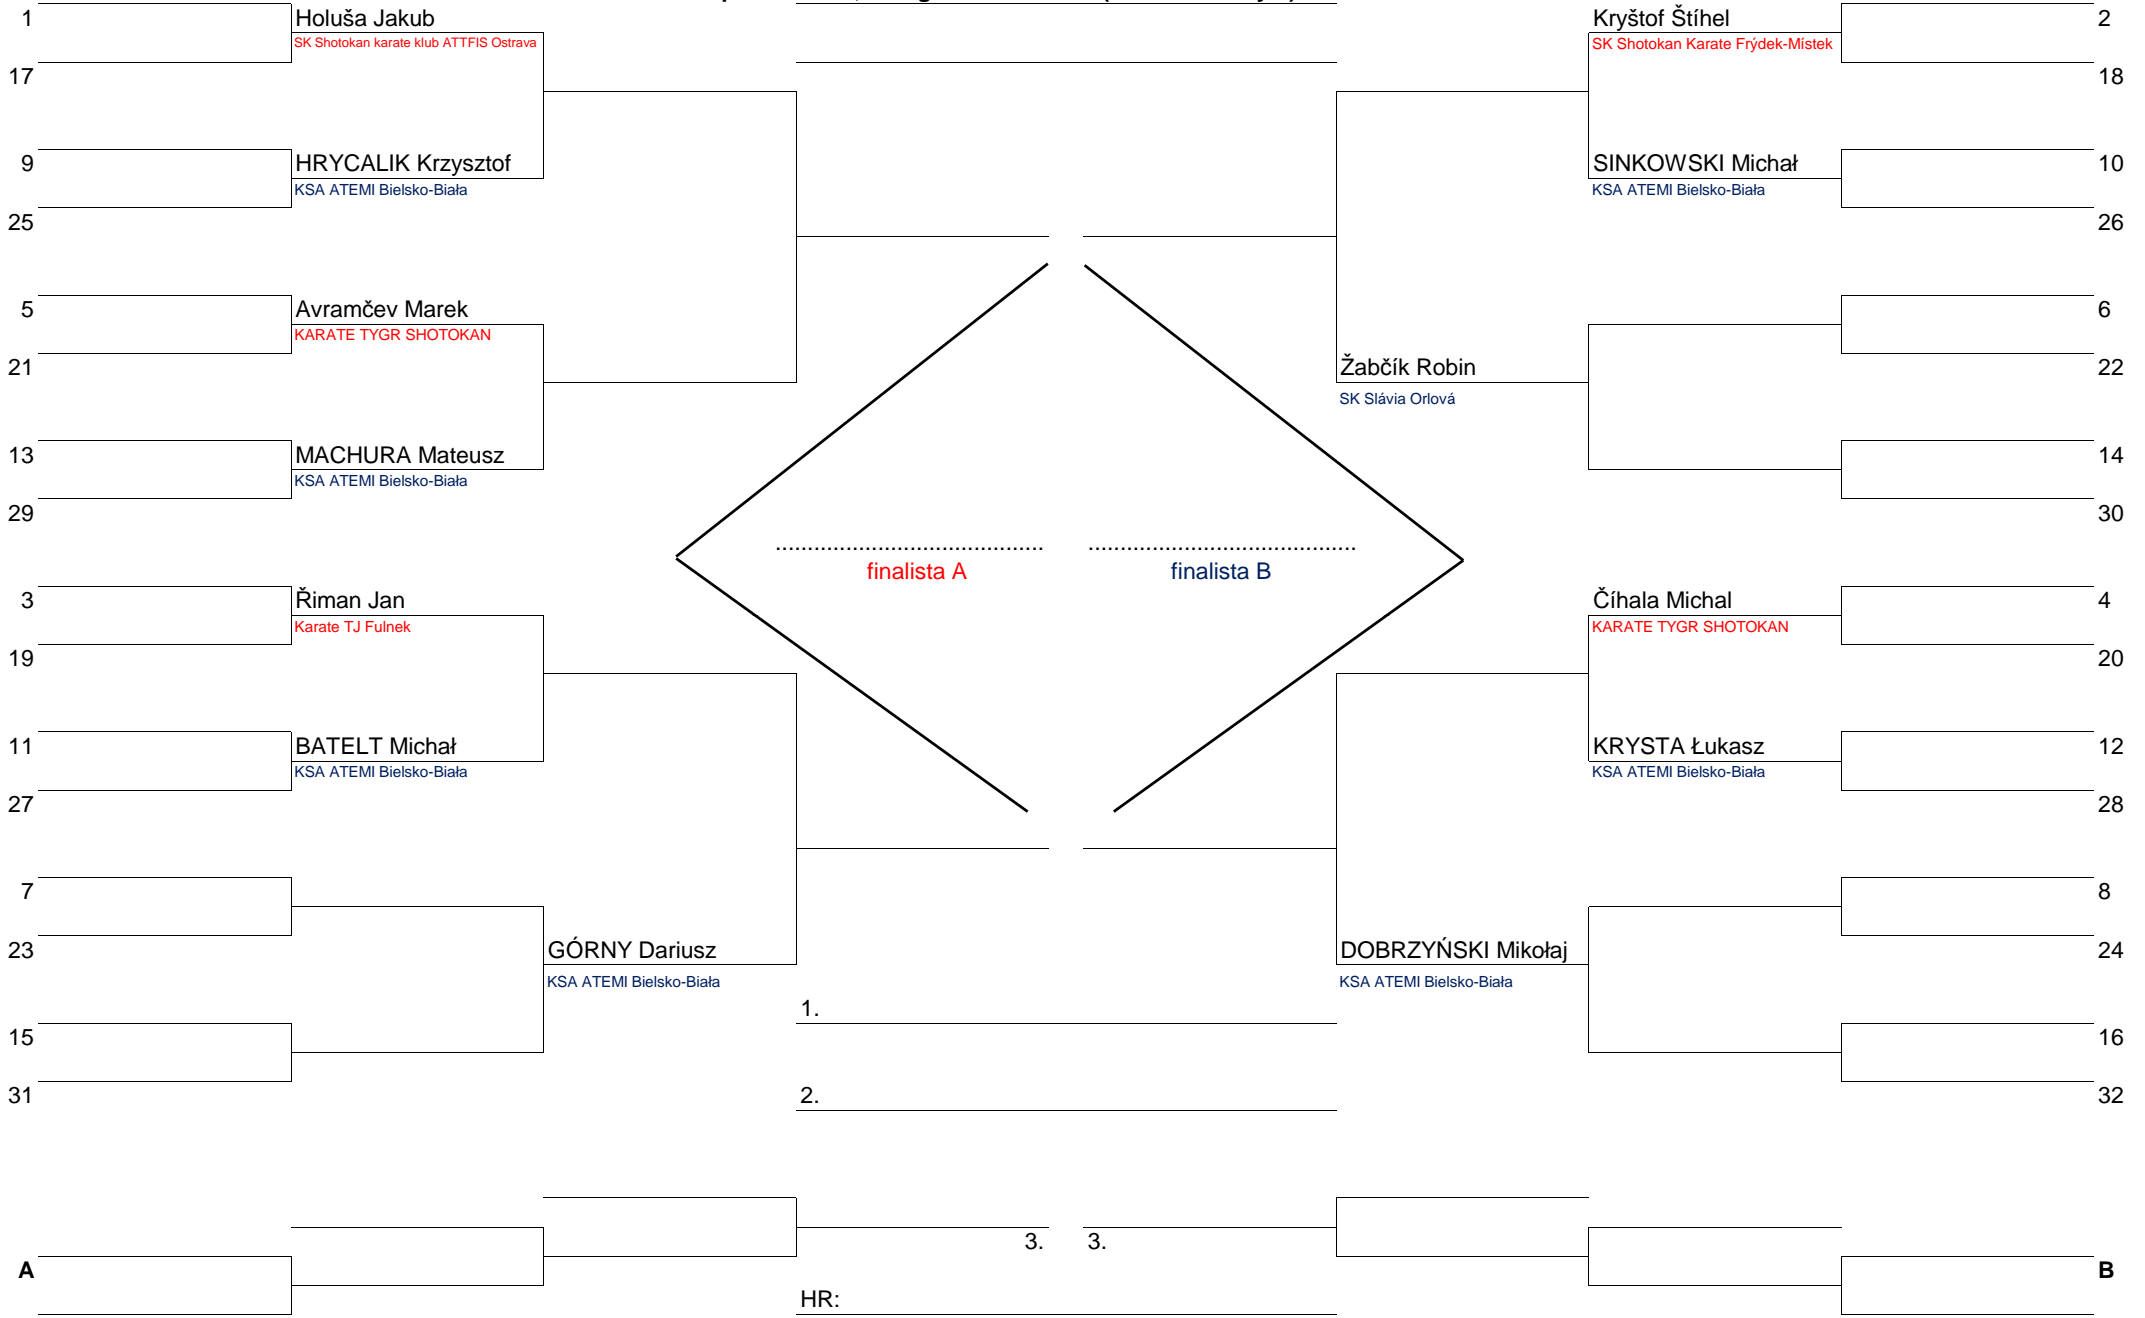 1
Holuša Jakub
SK Shotokan karate klub ATTFIS Ostrava
17
9
HRYCALIK Krzysztof
KSA ATEMI Bielsko-Biała
25
5
Avramčev Marek
KARATE TYGR SHOTOKAN
21
13
MACHURA Mateusz
KSA ATEMI Bielsko-Biała
29
3
Řiman Jan
Karate TJ Fulnek
19
11
BATELT Michał
KSA ATEMI Bielsko-Biała
27
7
23
GÓRNY Dariusz
KSA ATEMI Bielsko-Biała
15
31
Kryštof Štíhel
2
SK Shotokan Karate Frýdek-Místek
18
SINKOWSKI Michał
10
KSA ATEMI Bielsko-Biała
26
6
Žabčík Robin
22
SK Slávia Orlová
14
30
..........................................
..........................................
finalista A
finalista B
Číhala Michal
4
KARATE TYGR SHOTOKAN
20
KRYSTA Łukasz
12
KSA ATEMI Bielsko-Biała
28
8
DOBRZYŃSKI Mikołaj
24
KSA ATEMI Bielsko-Biała
16
32
1.
2.
3.
3.
A
B
HR: